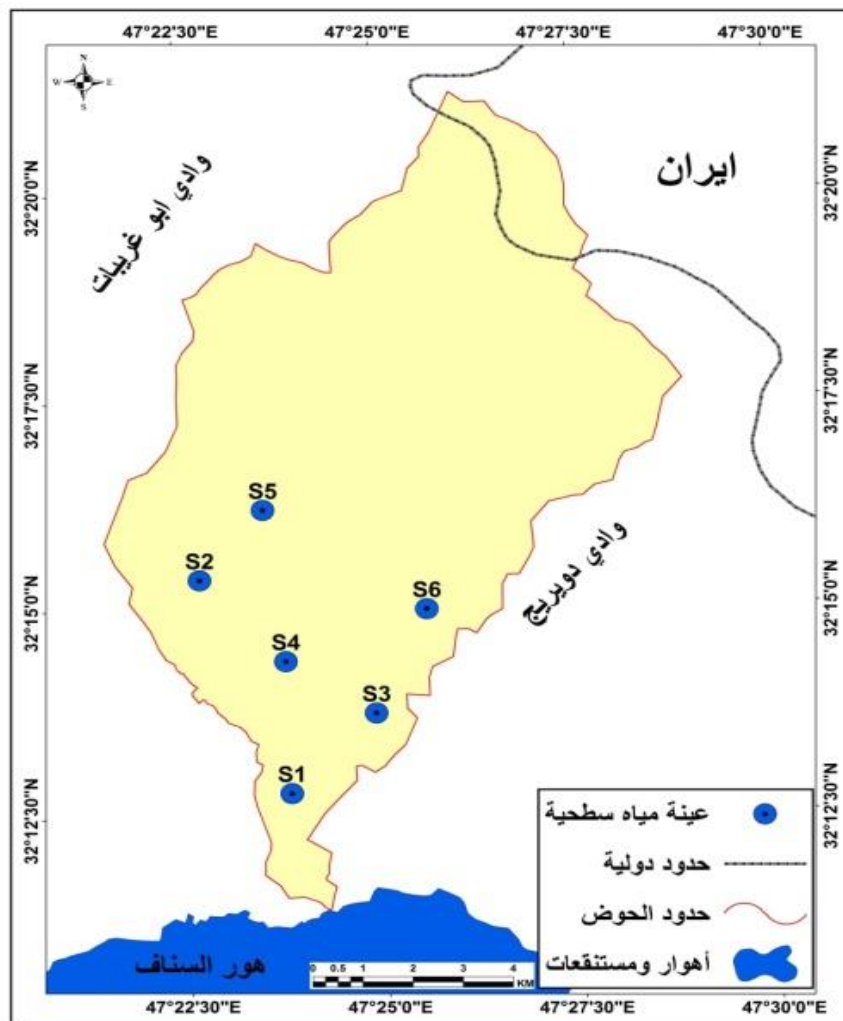 47°22'30"E 47°25'0"E 47°27'30"E 47°30'0"E
N
W E
S
ايران
وادي ابو غريبات
32°20'0"N
32°20'0"N
32°17'30"N
32°17'30"N
S5
S2
وادي دويريج
S6
32°15'0"N
32°15'0"N
S4
S3
S1
32°12'30"N
32°12'30"N
عينة مياه سطحية
حدود دولية
حدود الحوض
أهوار ومستنقعات
هور السناف
0 0.5 1 2 3 4
KM
47°22'30"E 47°25'0"E 47°27'30"E 47°30'0"E